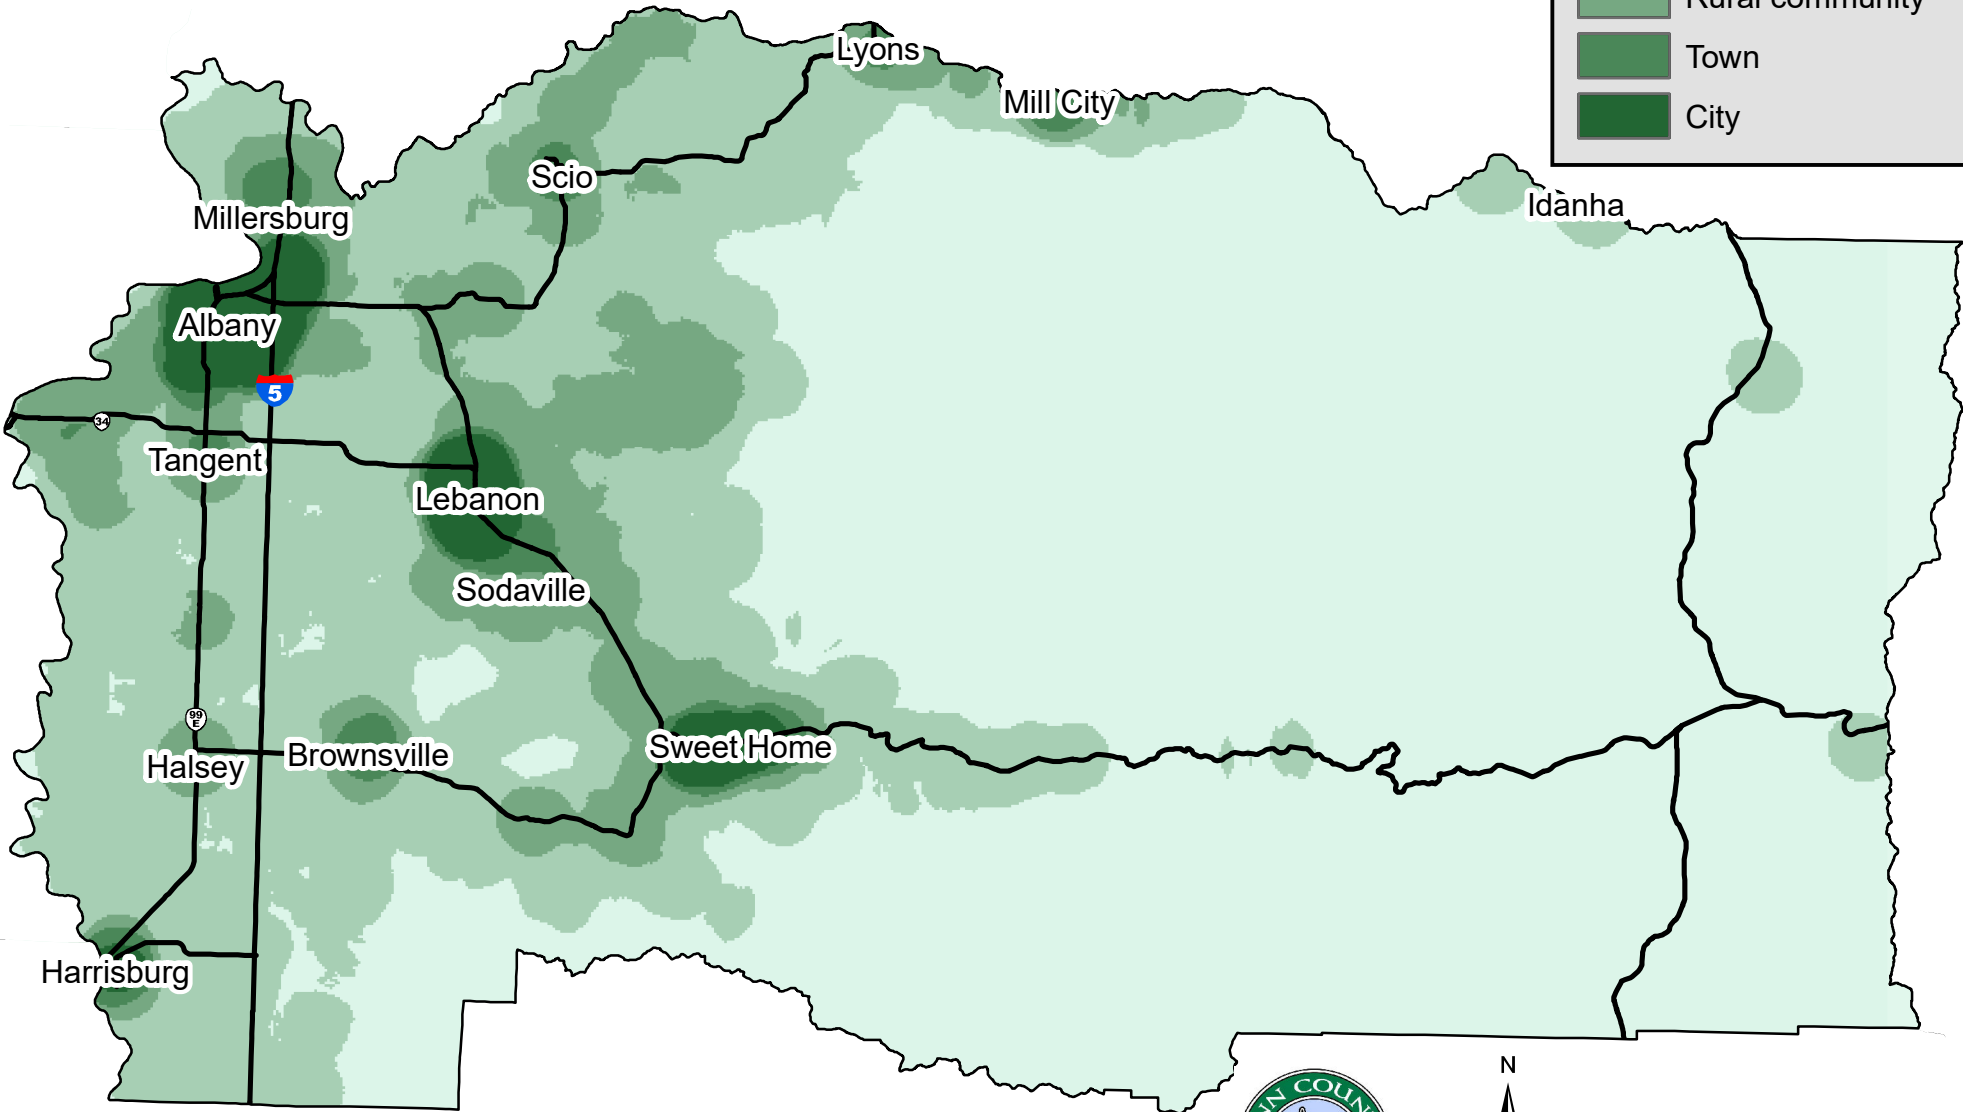 Rural community
Town
City
Lyons
Mill City
Scio
Idanha
Millersburg
Albany
5
34
Tangent
Lebanon
Sodaville
99
E
Halsey
Brownsville
Sweet Home
Harrisburg
N